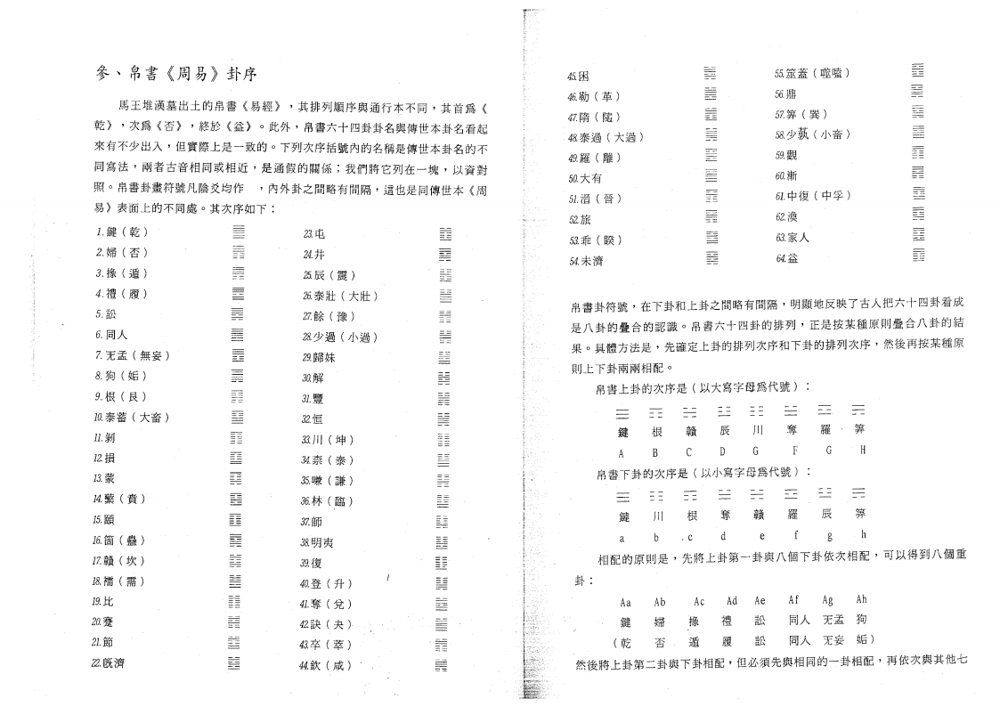 參、帛書《周易》卦序
馬王堆漢墓出土的帛書《易經》，其排列順序與通行本不同，其首爲《
乾》，次爲《否》，終於《益》。此外，帛書六十四卦卦名與傳世本卦名看起
來有不少出入，但實際上是一致的。下列次序括號內的名稱是傳世本卦名的不
同寫法，兩者古音相同或相近，是通假的關係；我們將它列在一塊，以資對
照。帛書卦畫符號凡陰爻均作　，內外卦之間略有間隔，這也是同傳世本《周
易》表面上的不同處。其次序如下：
1.鍵（乾）
2.婦（否）
3.掾（遁）
4.禮（履）
5.訟
6.同人
7.无孟（無妄）
8.狗（姤）
9.根（艮）
10.泰蓄（大畜）
11.剝
12.損
13.蒙
14.蘩（賁）
15.頤
16.箇（蠱）
17.贛（坎）
18.襦（需）
19.比
20.蹇
21.節
22.旣濟
23.屯
24.井
25.辰（震）
26.泰壯（大壯）
27.餘（豫）
28.少過（小過）
29.歸妹
30.解
31.豐
32.恒
33.川（坤）
34.柰（泰）
35.嗛（謙）
36.林（臨）
37.師
38.明夷
39.復
40.登（升）
41.奪（兌）
42.訣（夬）
43.卒（萃）
44.欽（咸）
45.困
46.勒（革）
47.隋（隨）
48.泰過（大過）
49.羅（離）
50.大有
51.溍（晉）
52.旅
53.乖（睽）
54.未濟
55.筮蓋（噬嗑）
56.鼎
57.筭（巽）
58.少（小畜）
59.觀
60.漸
61.中復（中孚）
62.渙
63.家人
64.益
帛書卦符號，在下卦和上卦之間略有間隔，明顯地反映了古人把六十四卦看成
是八卦的疊合的認識。帛書六十四卦的排列，正是按某種原則疊合八卦的結
果。具體方法是，先確定上卦的排列次序和下卦的排列次序，然後再按某種原
則上下卦兩兩相配。
帛書上卦的次序是（以大寫字母爲代號）：
☰ ☶ ☵ ☳ ☷ ☱ ☲ ☴
鍵 根 贛 辰 川 奪 羅 筭
A B C D G F G H
帛書下卦的次序是（以小寫字母爲代號）：
☰ ☷ ☶ ☱ ☵ ☲ ☳ ☴
鍵 川 根 奪 贛 羅 辰 筭
a b c d e f g h
相配的原則是，先將上卦第一卦與八個下卦依次相配，可以得到八個重
卦：
Aa Ab Ac Ad Ae Af Ag Ah
鍵 婦 掾 禮 訟 同人 无孟 狗
（乾 否 遁 履 訟 同人 无妄 姤）
然後將上卦第二卦與下卦相配，但必須先與相同的一卦相配，再依次與其他七